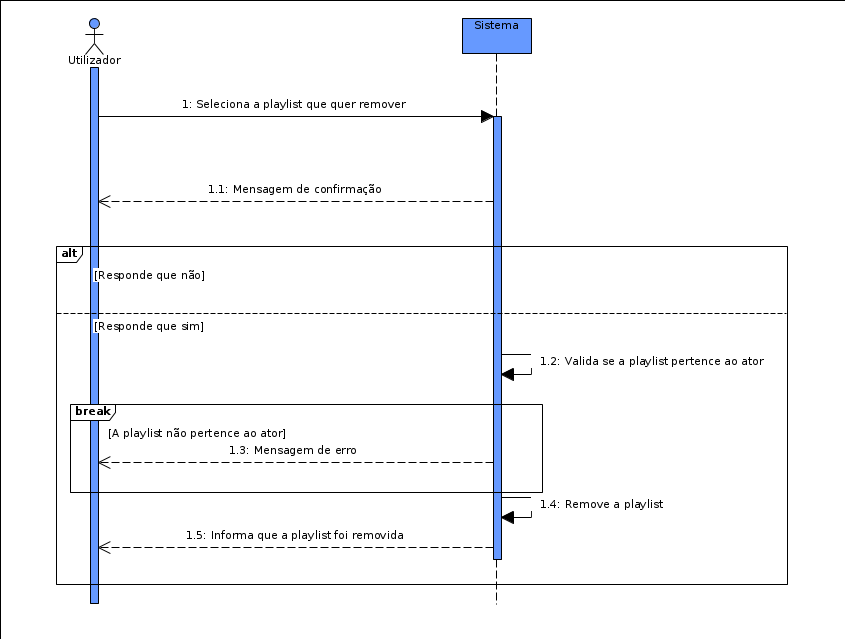 Sistema
Utilizador
1: Seleciona a playlist que quer remover
1.1: Mensagem de confirmação
alt
[Responde que não]
[Responde que sim]
1.2: Valida se a playlist pertence ao ator
break
[A playlist não pertence ao ator]
1.3: Mensagem de erro
1.4: Remove a playlist
1.5: Informa que a playlist foi removida